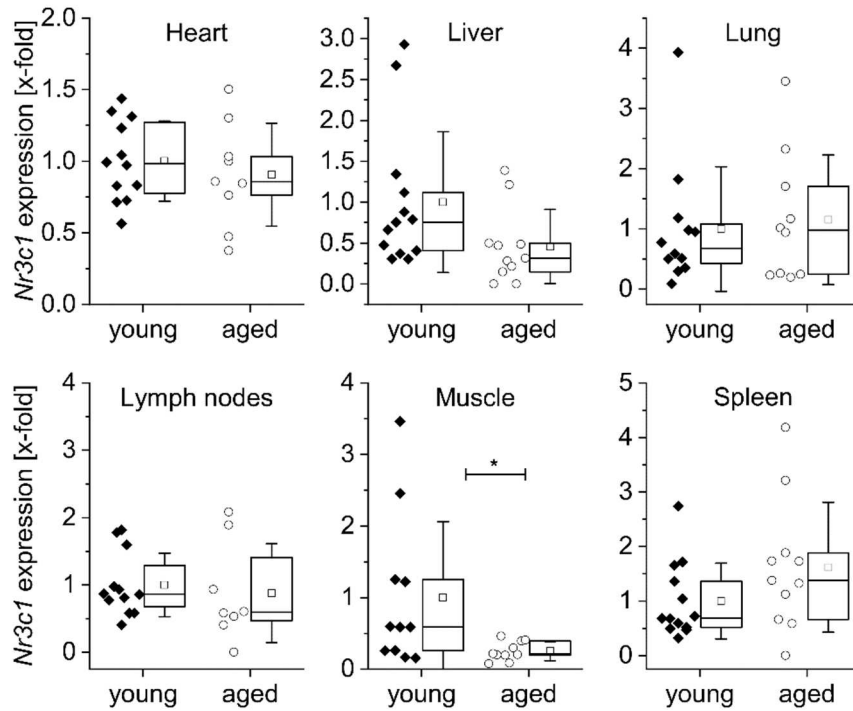 Heart
Liver
Lung
Nr3c1 expression [x-fold]
2.0
1.5
1.0
0.5
0.0
3.0
2.5
2.0
1.5
1.0
0.5
0.0
4
3
2
1
0
young
aged
young
aged
young
aged
Lymph nodes
Muscle
Spleen
Nr3c1 expression [x-fold]
4
3
2
1
0
4
3
2
1
0
5
4
3
2
1
0
*
young
aged
young
aged
young
aged